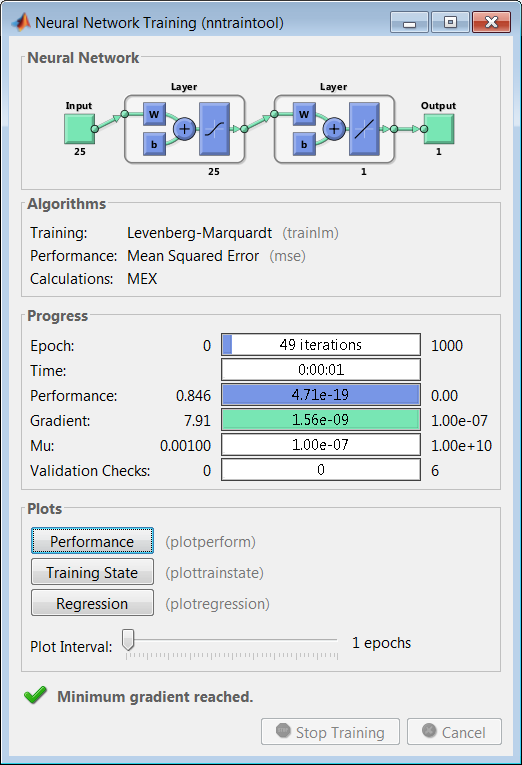 Neural Network Training (nntraintool)
Neural Network
Layer Layer
Input Output
W W
b b
25 1
25 1
Algorithms
Training: Levenberg-Marquardt (trainlm)
Performance: Mean Squared Error (mse)
Calculations: MEX
Progress
Epoch: 0 49 iterations 1000
Time: 0:00:01
Performance: 0.846 4.71e-19 0.00
Gradient: 7.91 1.56e-09 1.00e-07
Mu: 0.00100 1.00e-07 1.00e+10
Validation Checks: 0 0 6
Plots
Performance (plotperform)
Training State (plottrainstate)
Regression (plotregression)
Plot Interval: 1 epochs
Minimum gradient reached.
Stop Training Cancel